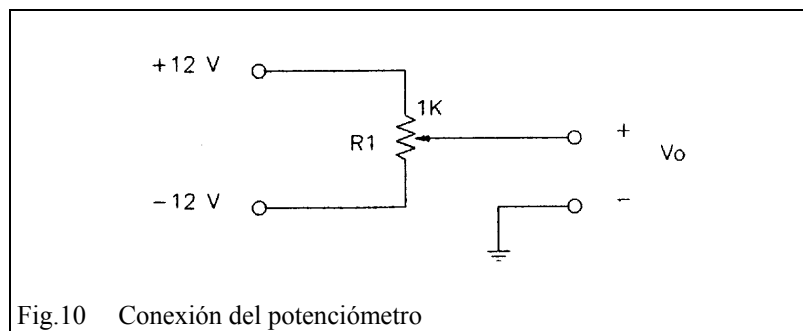 +12 V
1K
R1
+
Vo
-12 V
-
Fig.10 Conexión del potenciómetro